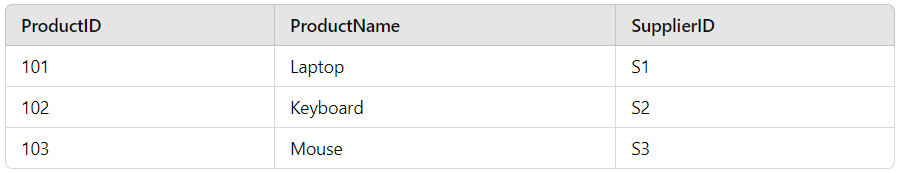 ProductID ProductName SupplierID
101 Laptop S1
102 Keyboard S2
103 Mouse S3